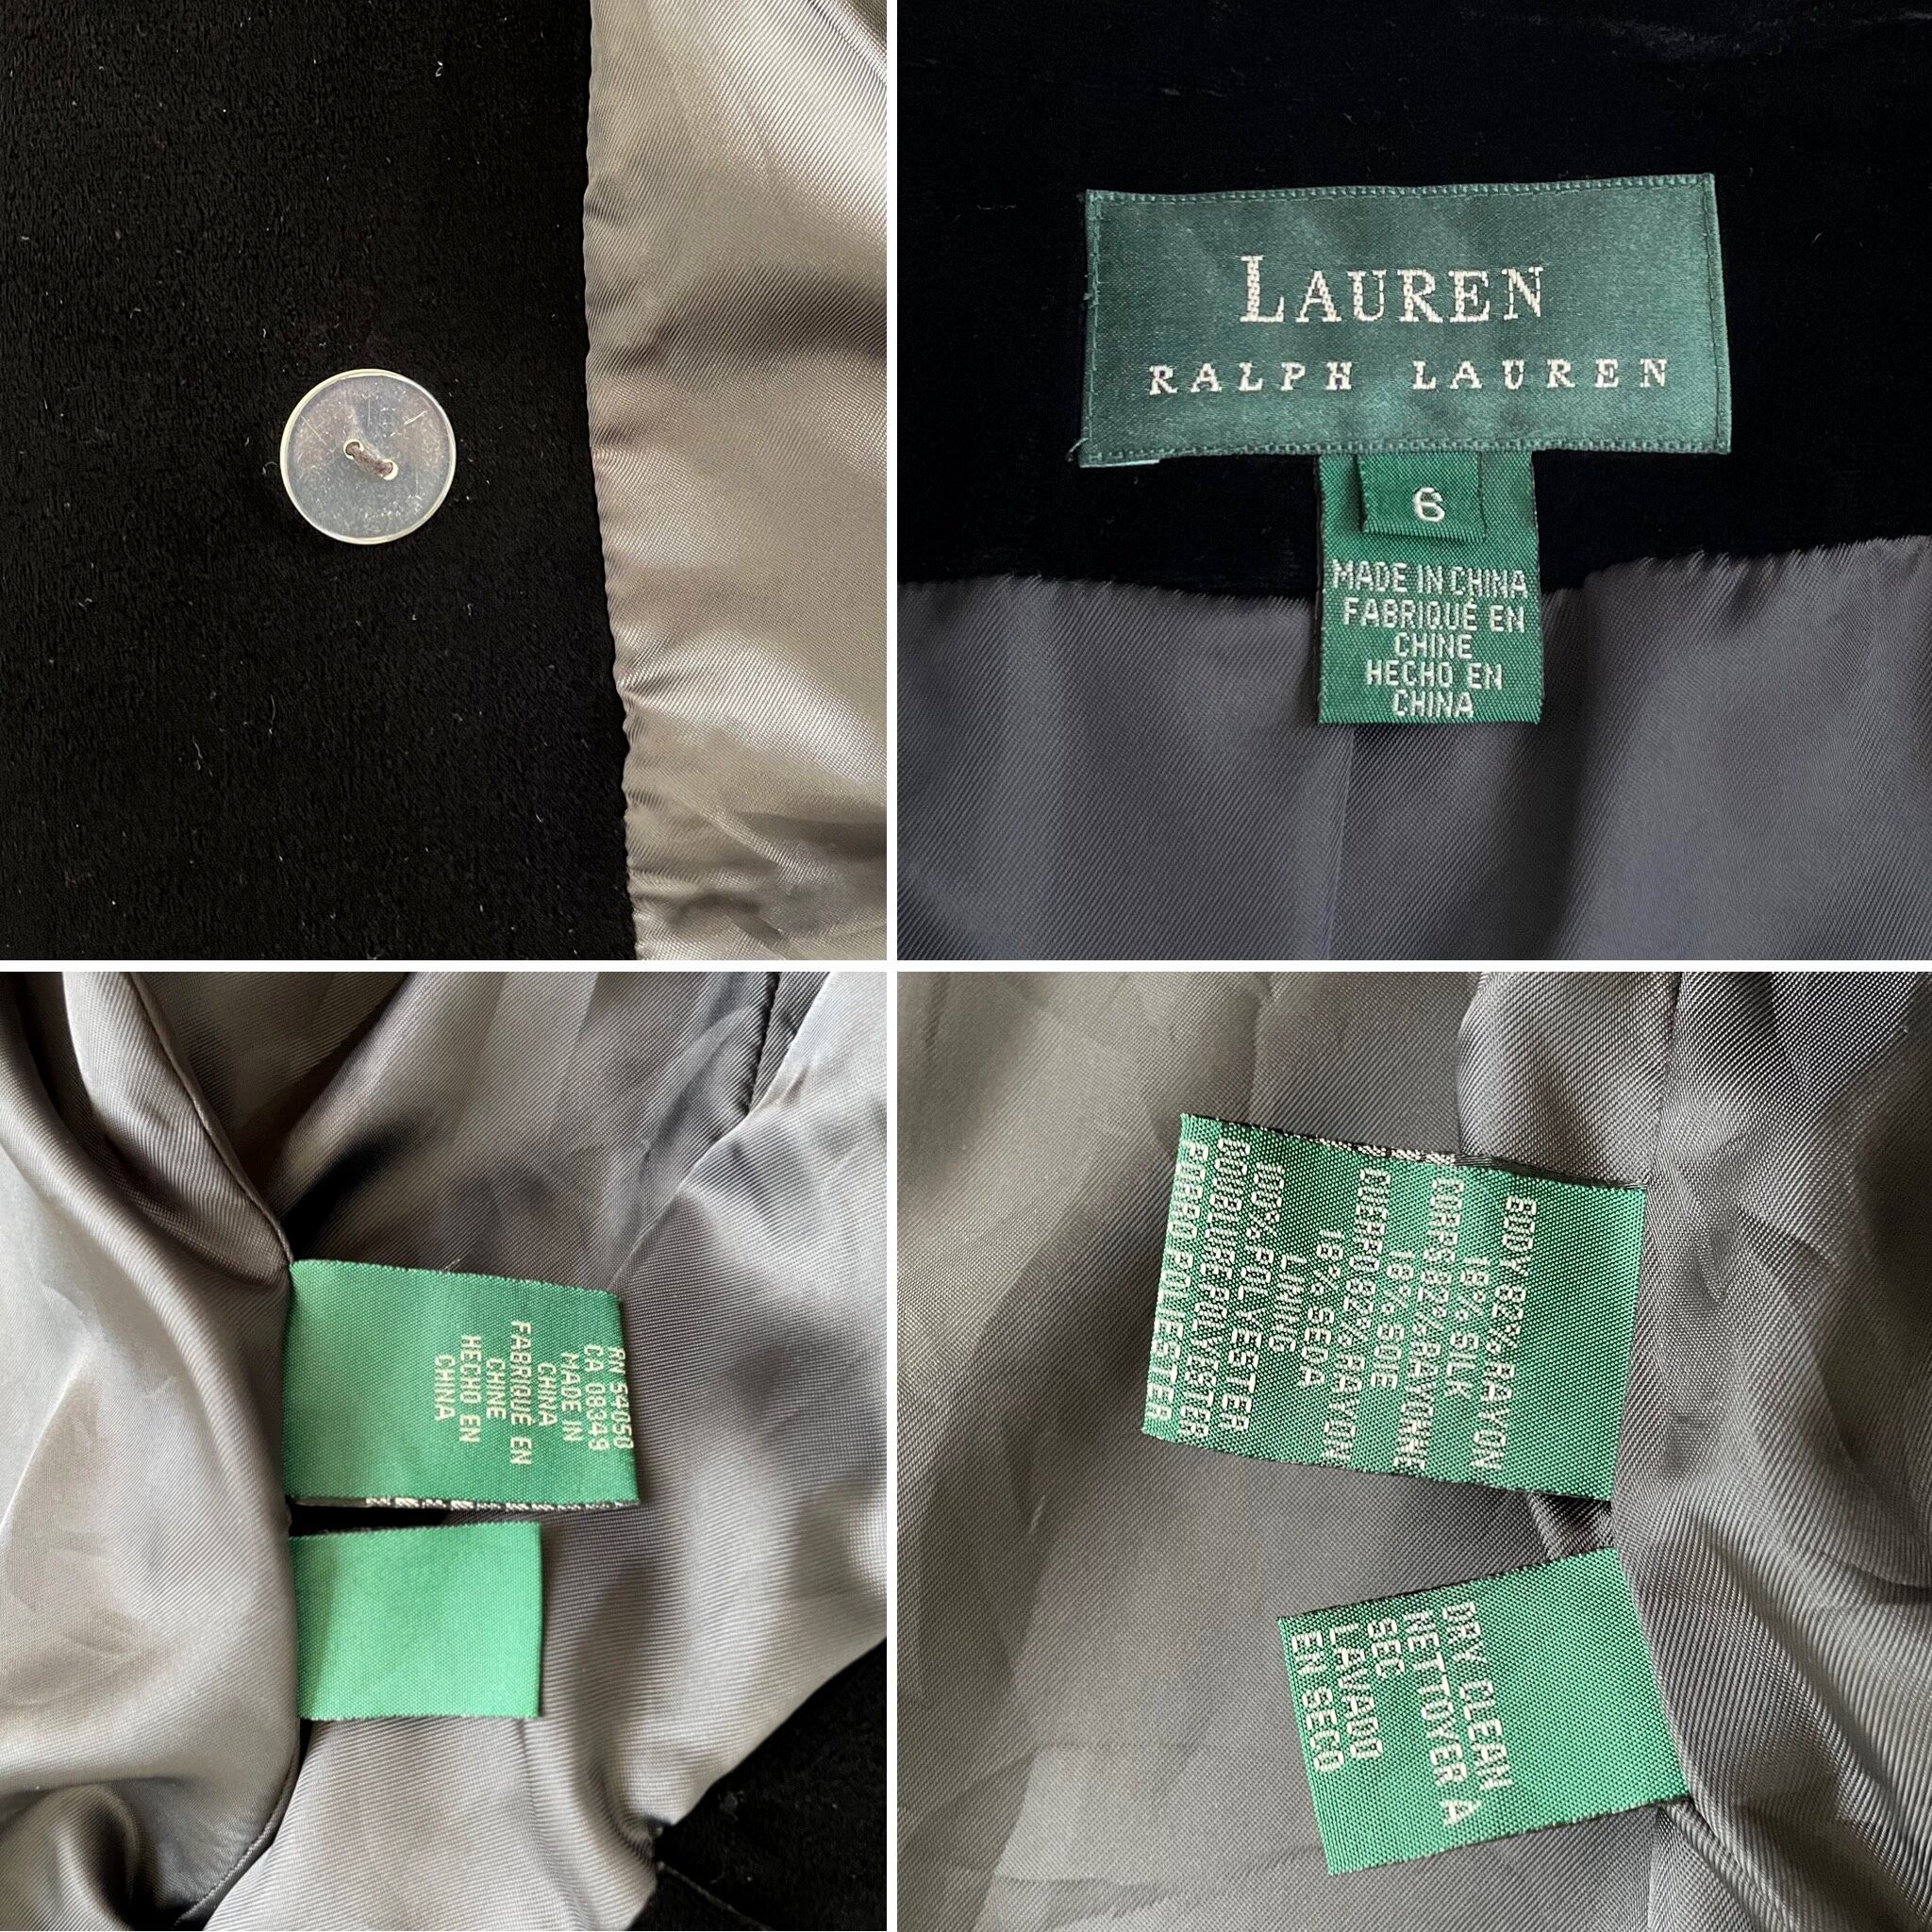 LAUREN
RALPH LAUREN
6
MADE IN CHINA
FABRIQUÉ EN
CHINE
HECHO EN
CHINA
RN 59050
CA 08349
MADE IN
CHINA
FABRIQUÉ EN
CHINE
HECHO EN
CHINA
BODY 82% RAYON
18% SILK
CORPS 82% RAYONNE
18% SOIE
CUERPO 82% RAYON
18% SEDA
LINING
100% POLYESTER
DOUBLURE POLYESTER
FORRO POLIESTER
DRY CLEAN
NETTOYER A
SEC
LAVADO
EN SECO